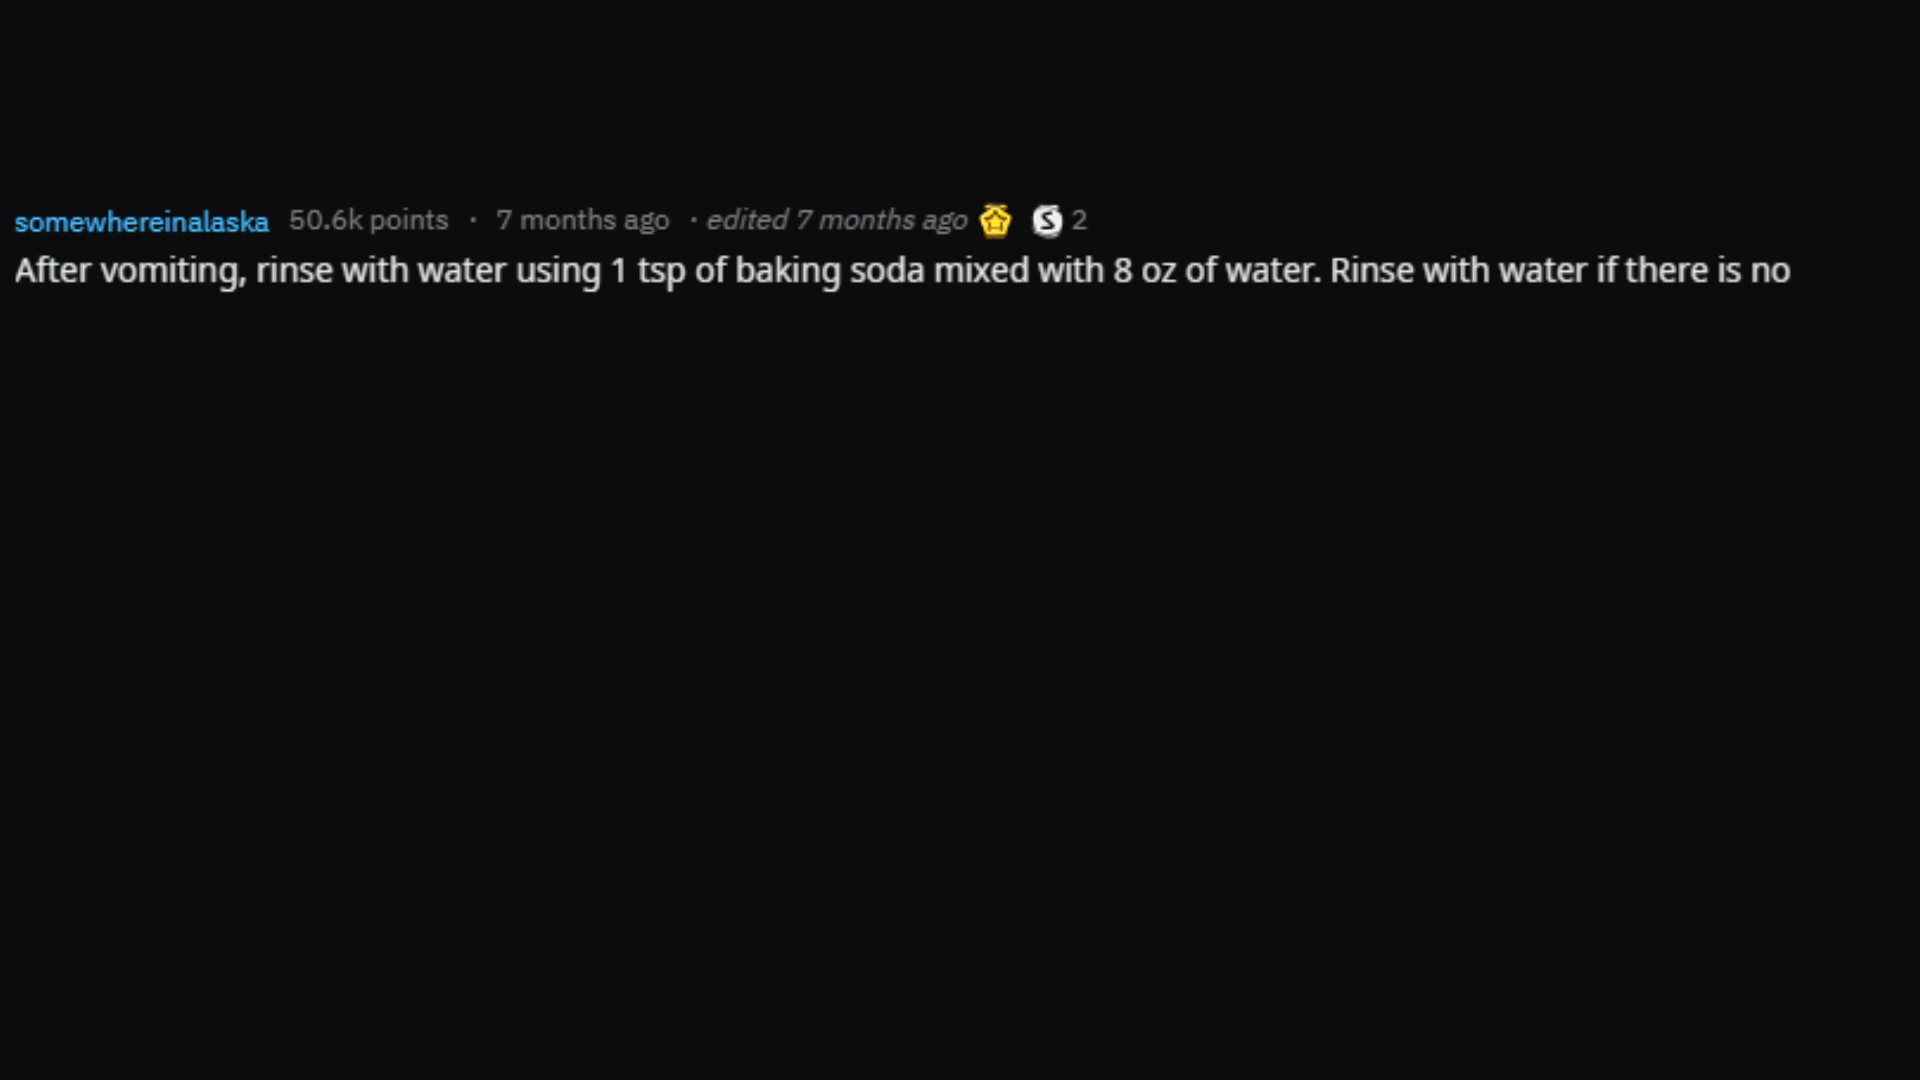 somewhereinalaska 50.6k points · 7 months ago · edited 7 months ago S 2
After vomiting, rinse with water using 1 tsp of baking soda mixed with 8 oz of water. Rinse with water if there is no